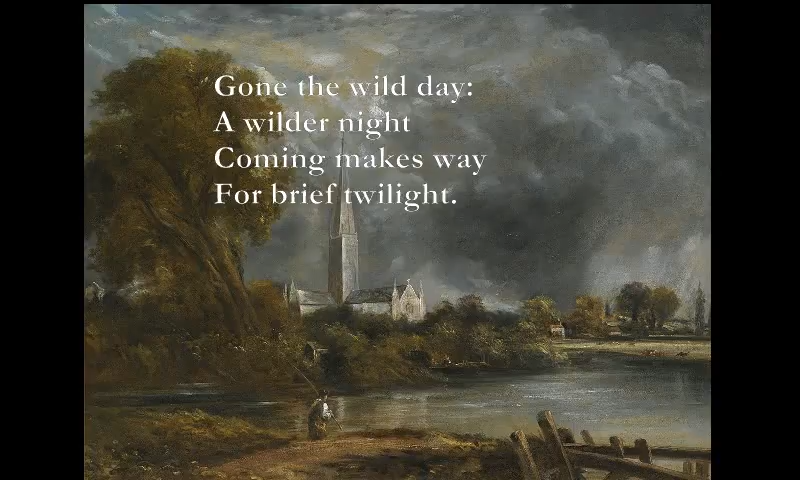 Gone the wild day:
A wilder night
Coming makes way
For brief twilight.